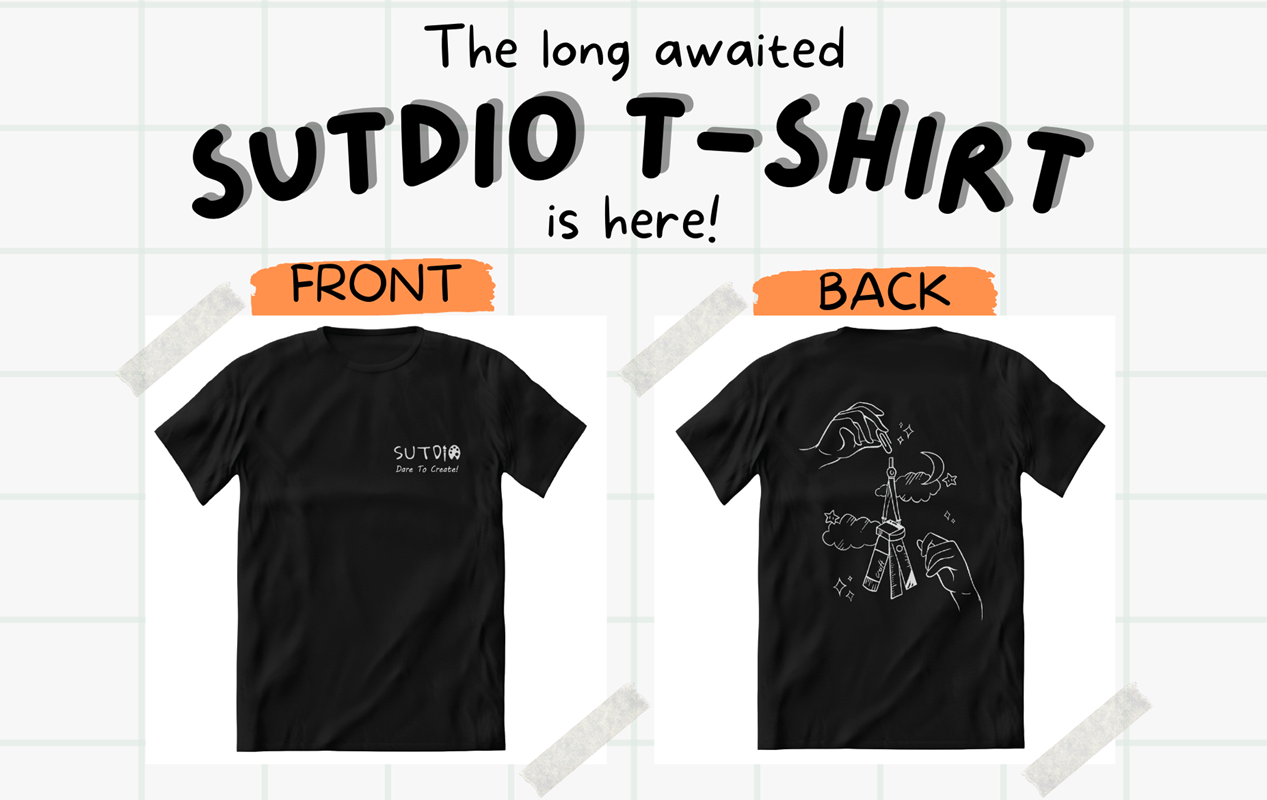 The long awaited
SUTDIO T-SHIRT
is here!
FRONT
BACK
SUTDIO
Dare To Create!